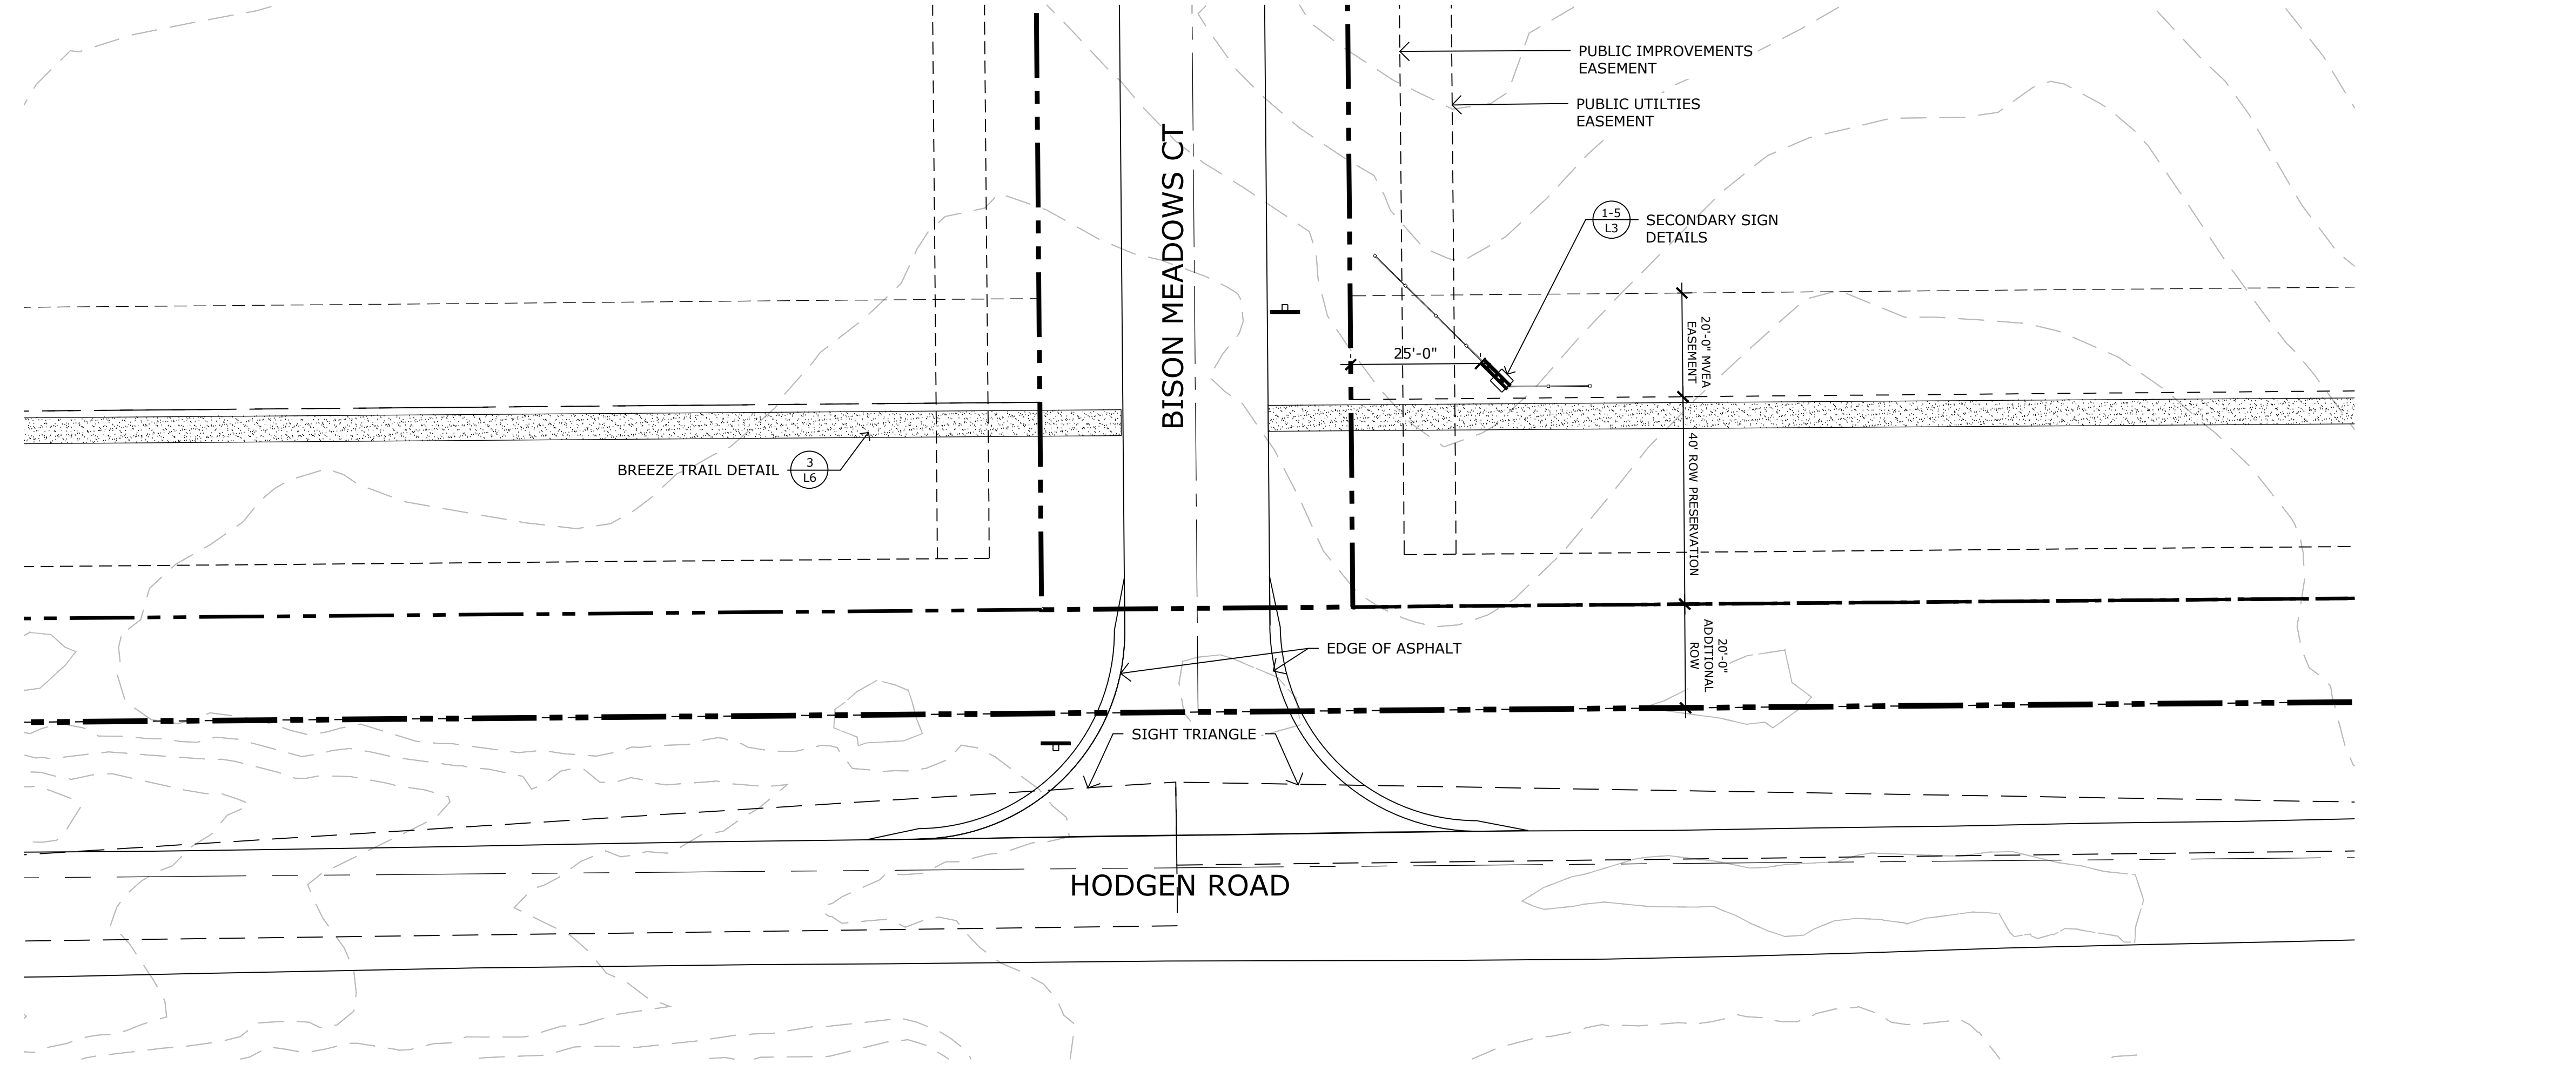 PUBLIC IMPROVEMENTS
EASEMENT
PUBLIC UTILTIES
EASEMENT
BISON MEADOWS CT
1-5
L3
SECONDARY SIGN
DETAILS
25'-0"
20'-0" MVEA
EASEMENT
BREEZE TRAIL DETAIL
3
L6
40' ROW PRESERVATION
EDGE OF ASPHALT
20'-0"
ADDITIONAL
ROW
SIGHT TRIANGLE
HODGEN ROAD